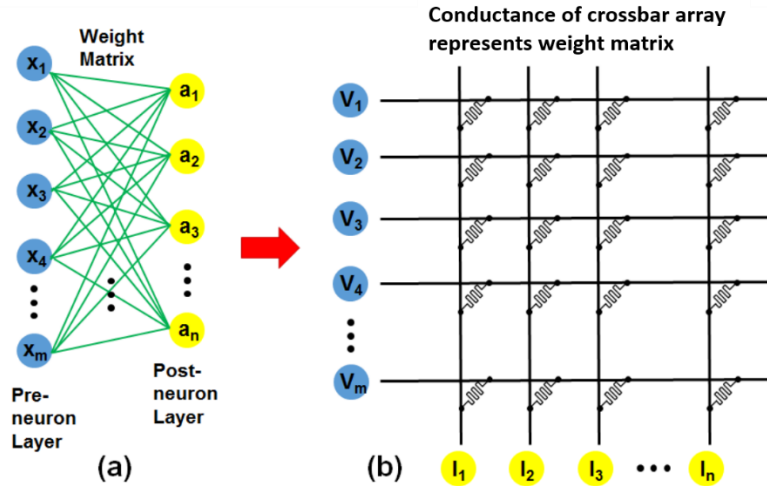 Conductance of crossbar array
represents weight matrix
Weight
Matrix
x1
x2
x3
x4
xm
a1
a2
a3
an
Pre-
neuron
Layer
Post-
neuron
Layer
(a)
V1
V2
V3
V4
Vm
I1
I2
I3
In
(b)